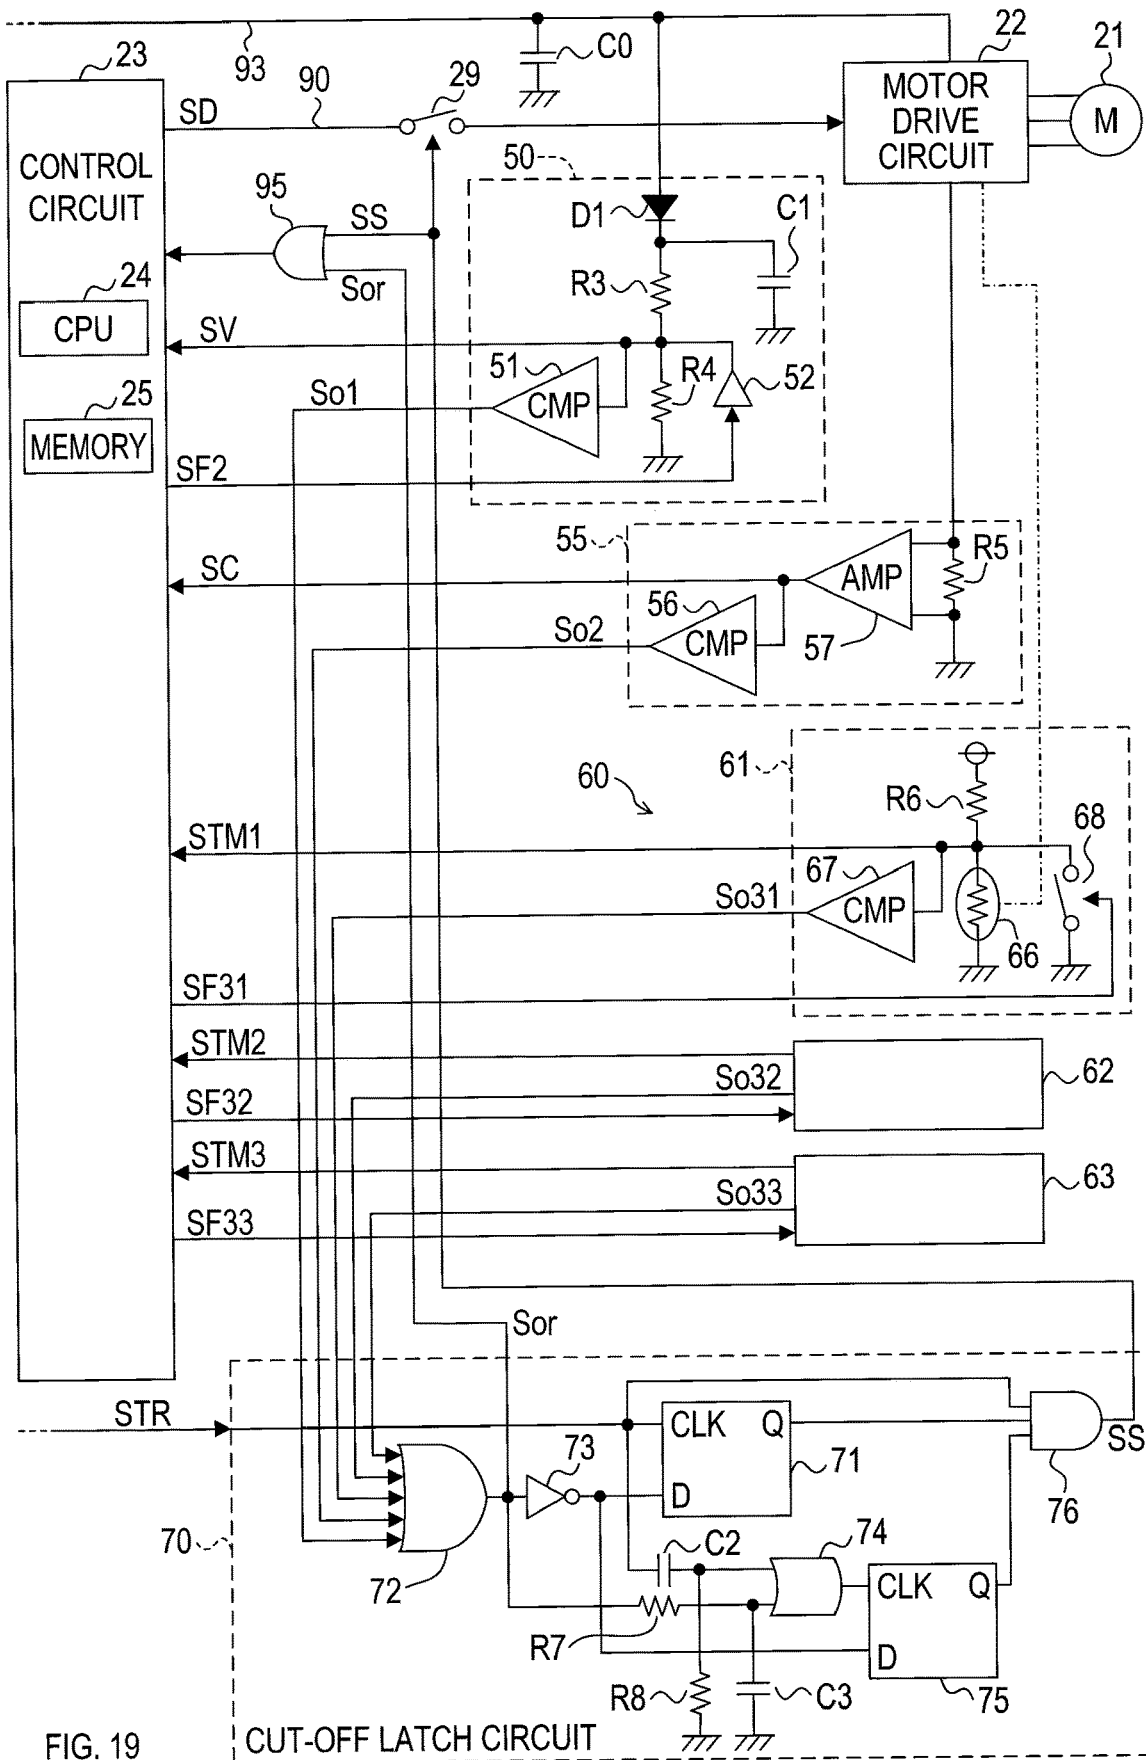 93
C0
23
90
29
22
21
SD
MOTOR
DRIVE
CIRCUIT
M
CONTROL
CIRCUIT
50
95
SS
D1
C1
Sor
R3
24
CPU
SV
51
CMP
R4
52
25
MEMORY
So1
SF2
55
SC
AMP
R5
56
CMP
57
So2
61
60
R6
68
STM1
67
CMP
So31
66
SF31
STM2
So32
62
SF32
STM3
So33
63
SF33
Sor
STR
CLK Q
D
71
SS
76
73
70
72
C2
74
CLK Q
D
75
R7
R8
C3
FIG. 19
CUT-OFF LATCH CIRCUIT